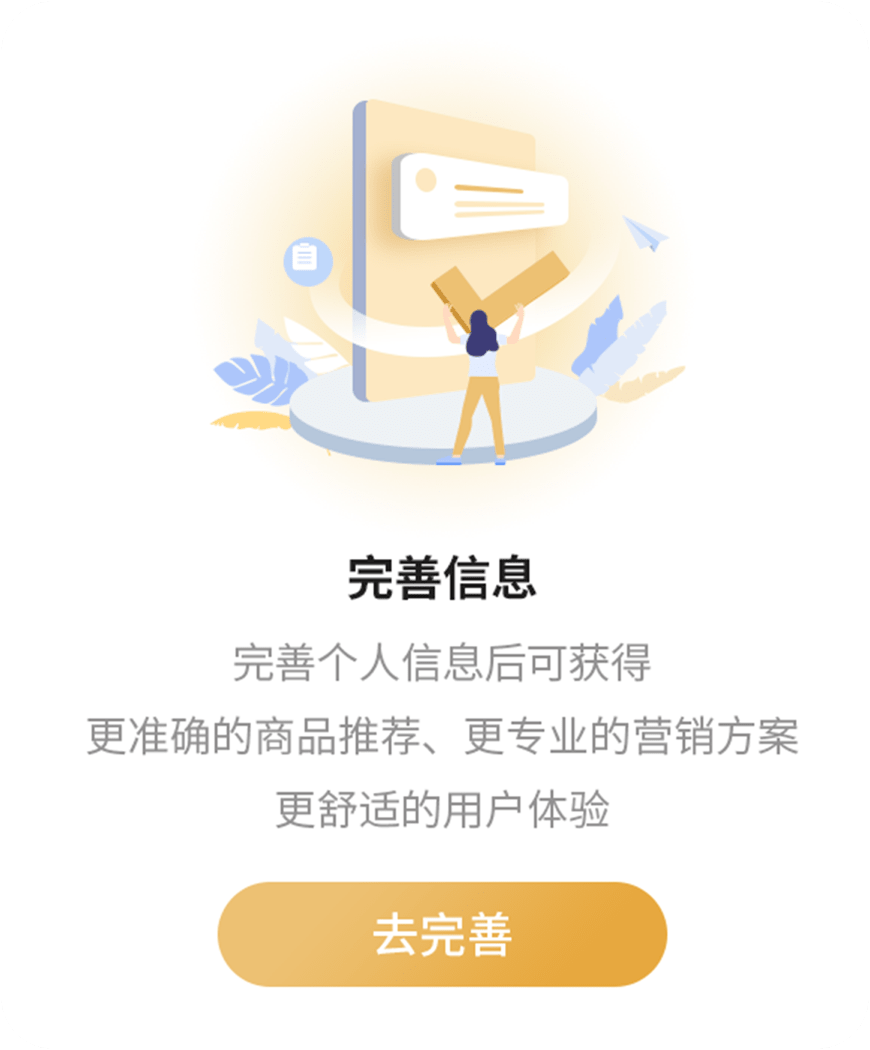 完善信息
完善个人信息后可获得
更准确的商品推荐、更专业的营销方案
更舒适的用户体验
去完善